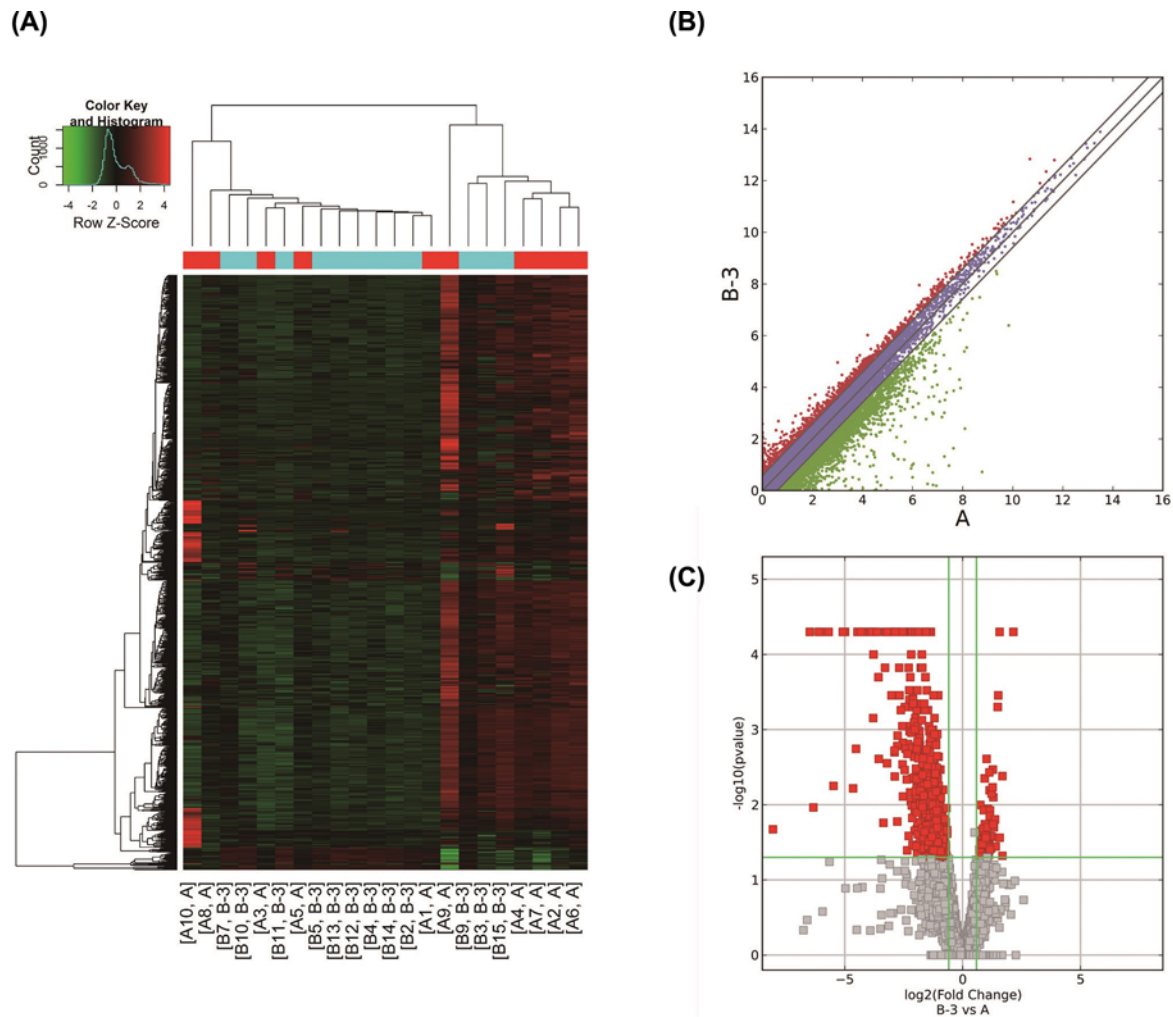 (A)
Color Key
and Histogram
Count
0 1000
-4 -2 0 2 4
Row Z-Score
[A10, A]
[A8, A]
[B7, B-3]
[B10, B-3]
[A3, A]
[B11, B-3]
[A5, A]
[B5, B-3]
[B13, B-3]
[B12, B-3]
[B4, B-3]
[B14, B-3]
[B2, B-3]
[A1, A]
[A9, A]
[B9, B-3]
[B3, B-3]
[B15, B-3]
[A4, A]
[A7, A]
[A2, A]
[A6, A]
(B)
16
14
12
10
8
6
4
2
0
B-3
0 2 4 6 8 10 12 14 16
A
(C)
5
4
3
2
1
0
-log10(pvalue)
−5 0 5
log2(Fold Change)
B-3 vs A